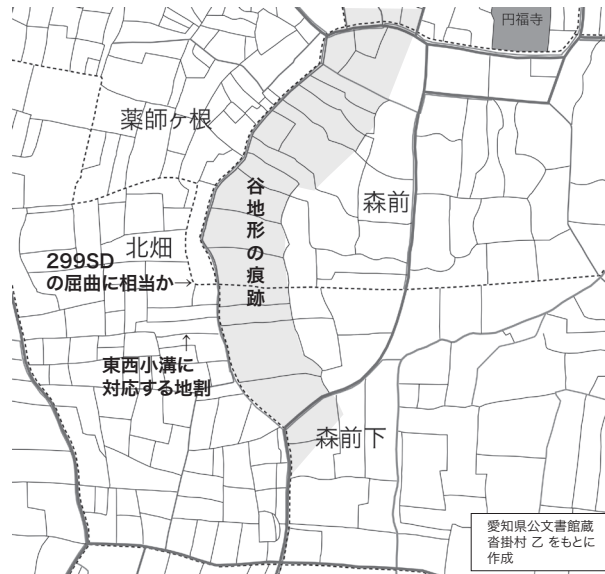 円福寺
薬師ヶ根
谷地形の痕跡
森前
北畑
299SD
の屈曲に相当か→
↑
東西小溝に
対応する地割
森前下
愛知県公文書館蔵
沓掛村 乙 をもとに
作成